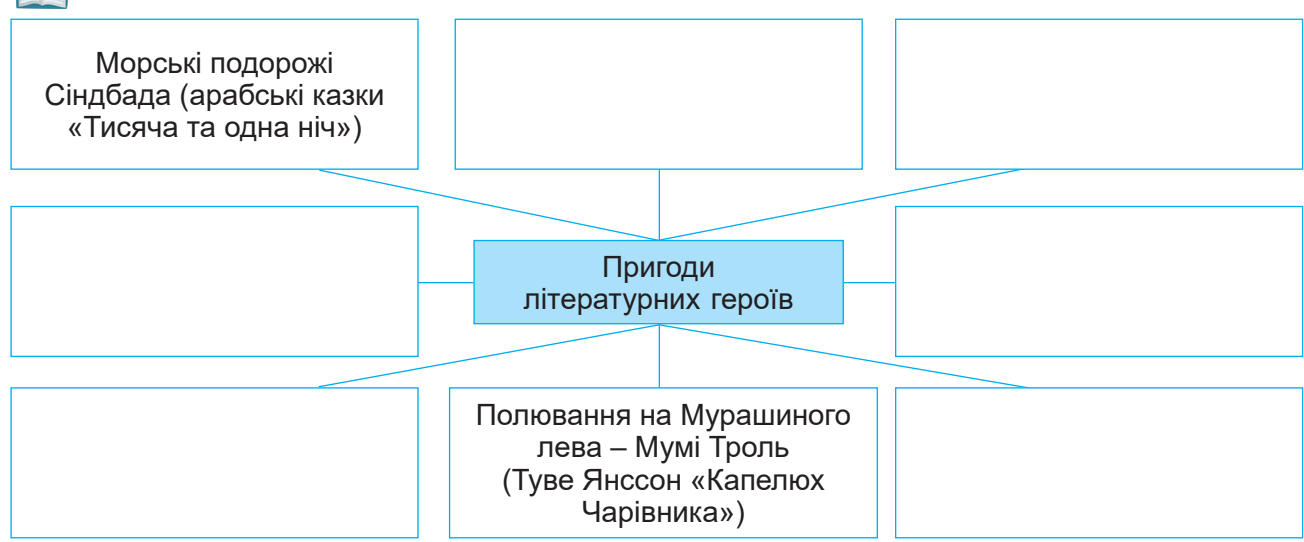 Морські подорожі
Сіндбада (арабські казки
«Тисяча та одна ніч»)
Пригоди
літературних героїв
Полювання на Мурашиного
лева – Мумі Троль
(Туве Янссон «Капелюх
Чарівника»)